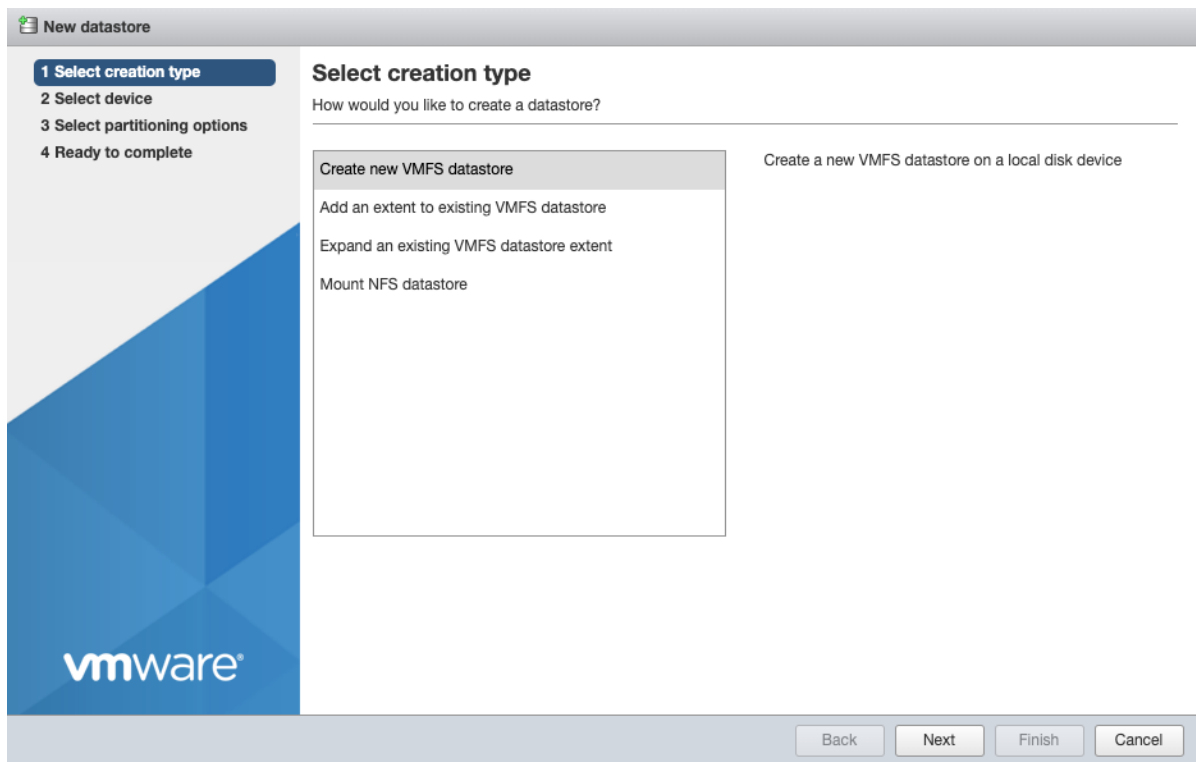 New datastore
1 Select creation type
2 Select device
3 Select partitioning options
4 Ready to complete
Select creation type
How would you like to create a datastore?
Create new VMFS datastore
Add an extent to existing VMFS datastore
Expand an existing VMFS datastore extent
Mount NFS datastore
Create a new VMFS datastore on a local disk device
vmware®
Back
Next
Finish
Cancel